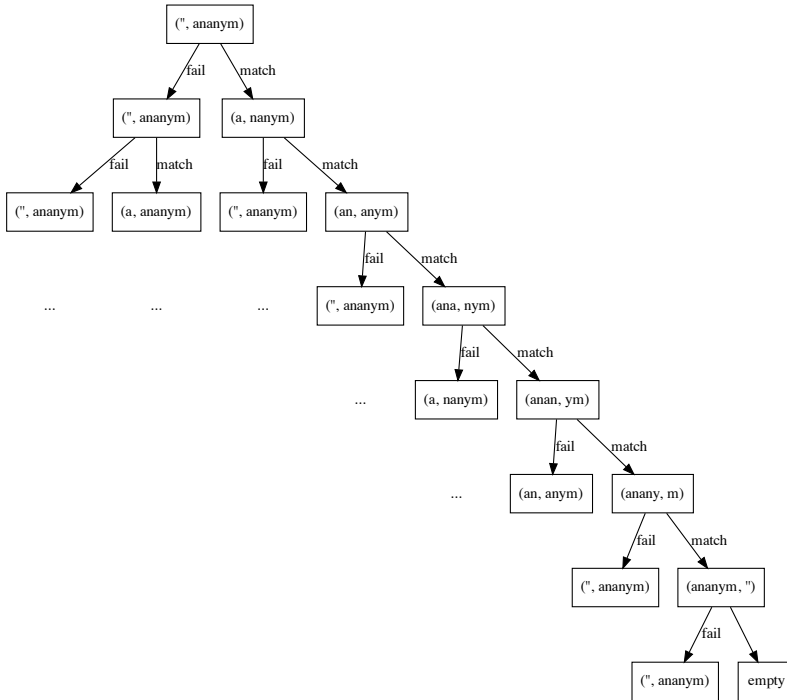 (", ananym)
fail match
(", ananym) (a, nanym)
fail match fail match
(", ananym) (a, ananym) (", ananym) (an, anym)
fail match
... ... ... (", ananym) (ana, nym)
fail match
... (a, nanym) (anan, ym)
fail match
... (an, anym) (anany, m)
fail match
(", ananym) (ananym, ")
fail
(", ananym) empty